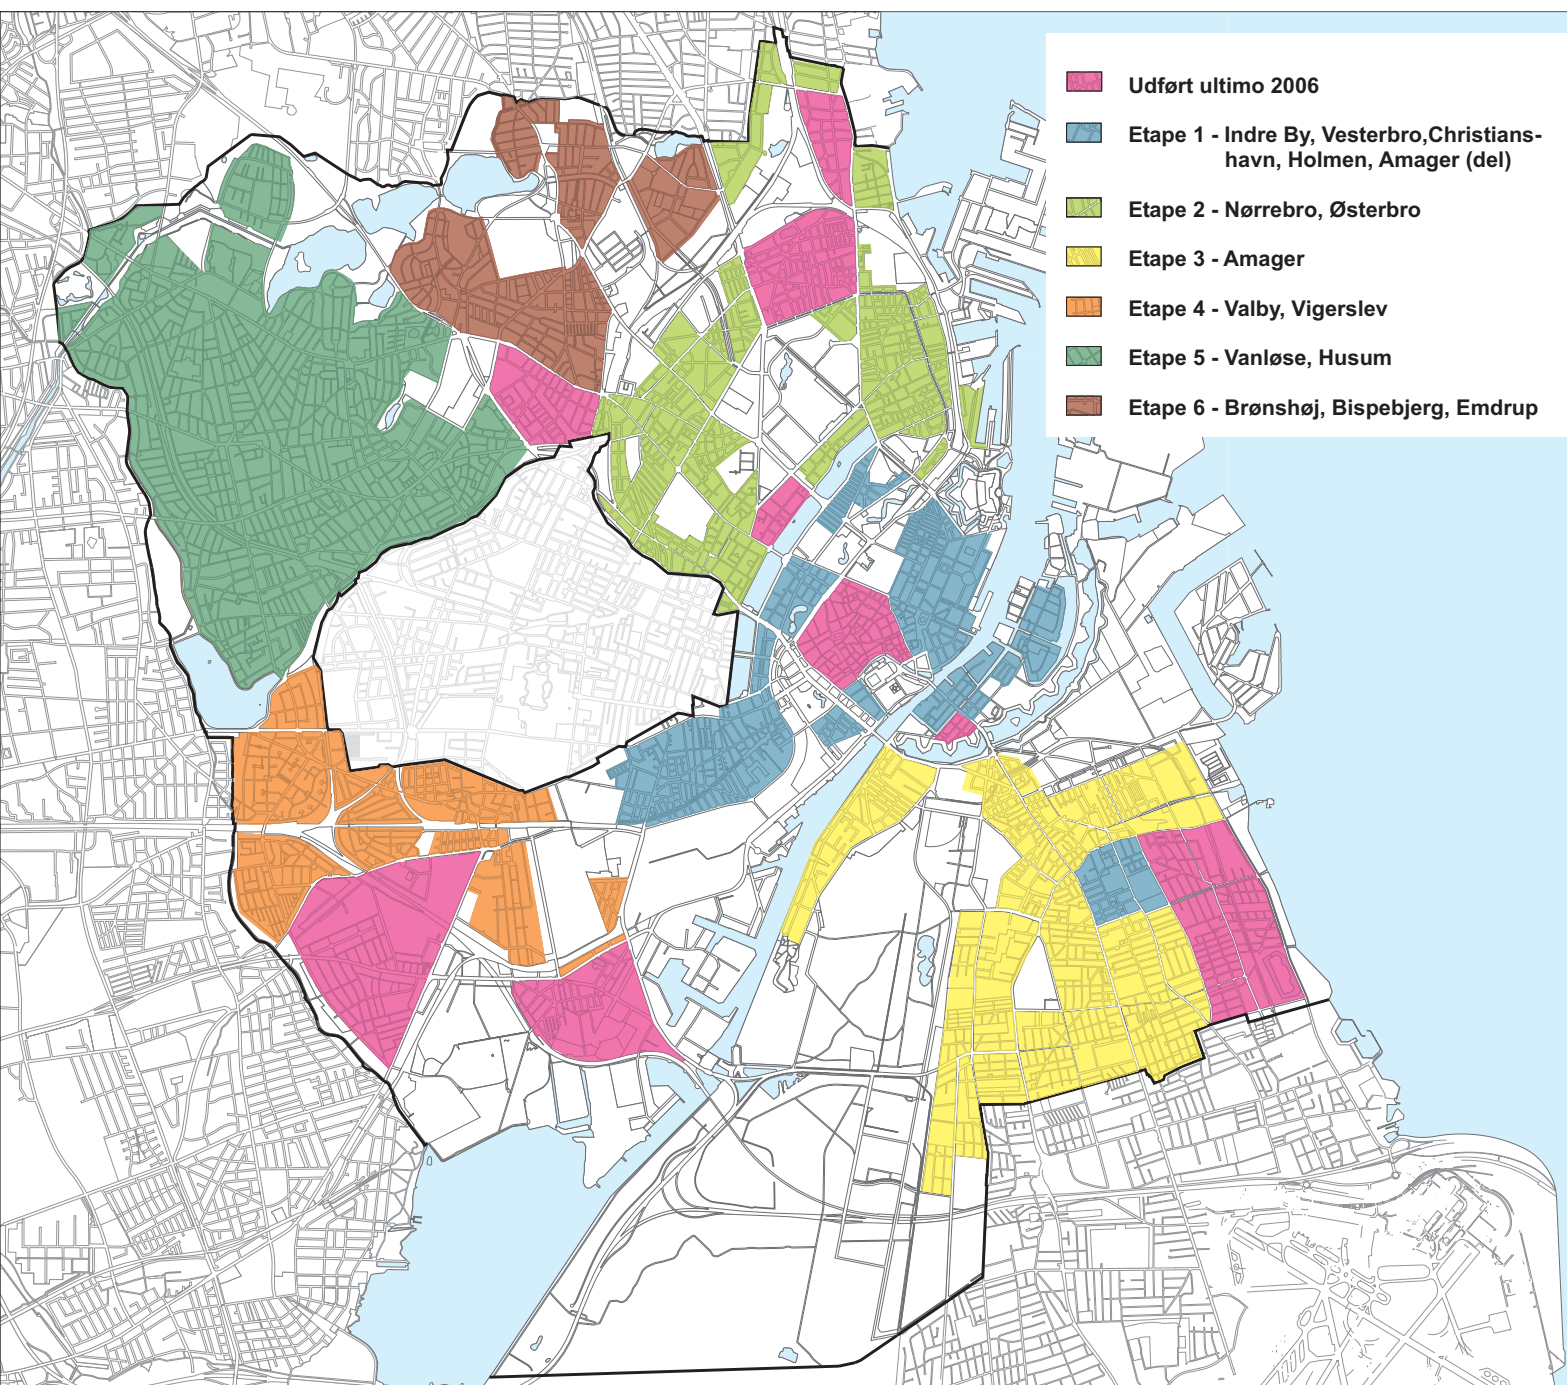 Udført ultimo 2006
Etape 1 - Indre By, Vesterbro,Christians-
havn, Holmen, Amager (del)
Etape 2 - Nørrebro, Østerbro
Etape 3 - Amager
Etape 4 - Valby, Vigerslev
Etape 5 - Vanløse, Husum
Etape 6 - Brønshøj, Bispebjerg, Emdrup